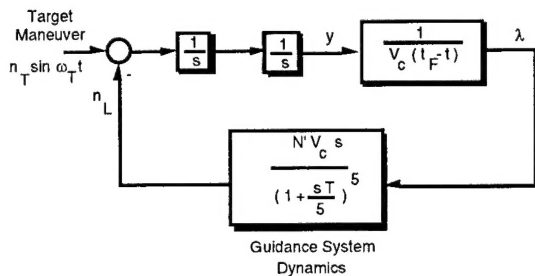 Target
Maneuver
n_T sin ω_T t
-
n_L
1
s
1
s
y
1
V_c (t_F-t)
λ
N' V_c s
(1+ sT/5 )^5
Guidance System
Dynamics